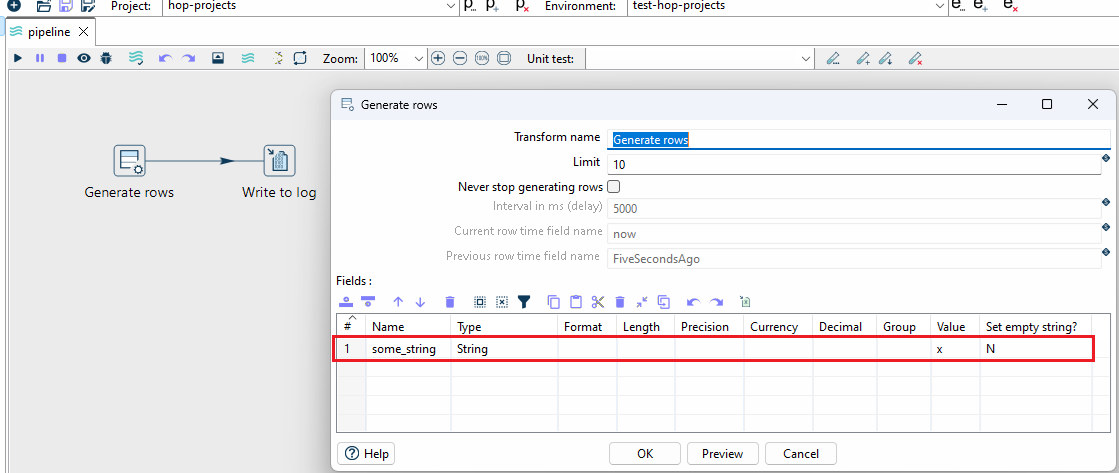 Project: hop-projects Environment: test-hop-projects
pipeline
Zoom: 100% 100% Unit test:
Generate rows
Transform name Generate rows
Limit 10
Never stop generating rows
Interval in ms (delay) 5000
Current row time field name now
Previous row time field name FiveSecondsAgo
Generate rows Write to log
Fields :
# Name Type Format Length Precision Currency Decimal Group Value Set empty string?
1 some_string String x N
Help OK Preview Cancel